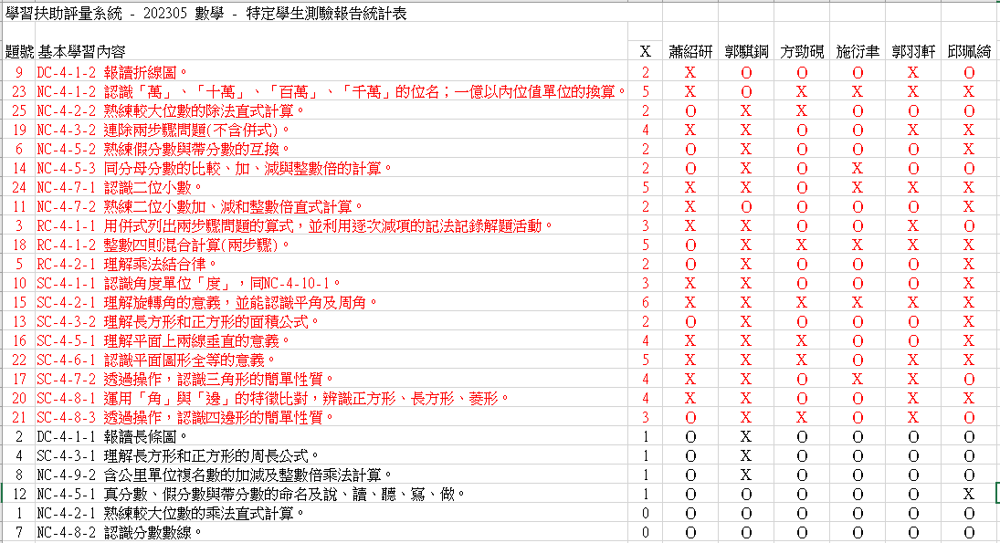 學習扶助評量系統 - 202305 數學 - 特定學生測驗報告統計表
題號 基本學習內容 X 蕭紹研 郭騏鋼 方勁硯 施衍聿 郭羽軒 邱珮綺
9 DC-4-1-2 報讀折線圖。 2 X O O O X O
23 NC-4-1-2 認識「萬」、「十萬」、「百萬」、「千萬」的位名；一億以內位值單位的換算。 5 X O X X X X
25 NC-4-2-2 熟練較大位數的除法直式計算。 2 O X X O O O
19 NC-4-3-2 連除兩步驟問題(不含併式)。 4 X X O O X X
6 NC-4-5-2 熟練假分數與帶分數的互換。 2 O X O O O X
14 NC-4-5-3 同分母分數的比較、加、減與整數倍的計算。 2 O X O X O O
24 NC-4-7-1 認識二位小數。 5 X X O X X X
11 NC-4-7-2 熟練二位小數加、減和整數倍直式計算。 2 X O O O O X
3 RC-4-1-1 用併式列出兩步驟問題的算式，並利用逐次減項的記法記錄解題活動。 3 X X O O X O
18 RC-4-1-2 整數四則混合計算(兩步驟)。 5 O X X X X X
5 RC-4-2-1 理解乘法結合律。 2 O X O O O X
10 SC-4-1-1 認識角度單位「度」，同NC-4-10-1。 3 X X O O O X
15 SC-4-2-1 理解旋轉角的意義，並能認識平角及周角。 6 X X X X X X
13 SC-4-3-2 理解長方形和正方形的面積公式。 2 O X O O O X
16 SC-4-5-1 理解平面上兩線垂直的意義。 4 X X X O O X
22 SC-4-6-1 認識平面圖形全等的意義。 5 X X X O X X
17 SC-4-7-2 透過操作，認識三角形的簡單性質。 4 X X O X X O
20 SC-4-8-1 運用「角」與「邊」的特徵比對，辨識正方形、長方形、菱形。 4 X X O O X X
21 SC-4-8-3 透過操作，認識四邊形的簡單性質。 3 O X X O X O
2 DC-4-1-1 報讀長條圖。 1 O X O O O O
4 SC-4-3-1 理解長方形和正方形的周長公式。 1 O X O O O O
8 NC-4-9-2 含公里單位複名數的加減及整數倍乘法計算。 1 O X O O O O
12 NC-4-5-1 真分數、假分數與帶分數的命名及說、讀、聽、寫、做。 1 O O O O O X
1 NC-4-2-1 熟練較大位數的乘法直式計算。 0 O O O O O O
7 NC-4-8-2 認識分數數線。 0 O O O O O O